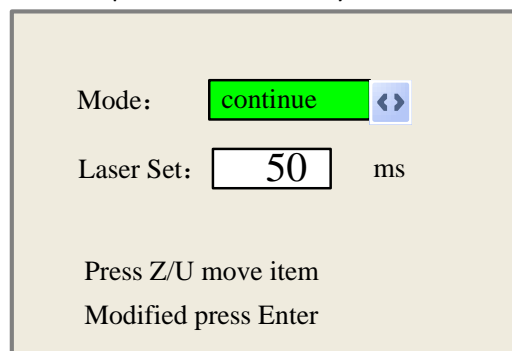 Mode： continue
Laser Set： 50 ms
Press Z/U move item
Modified press Enter